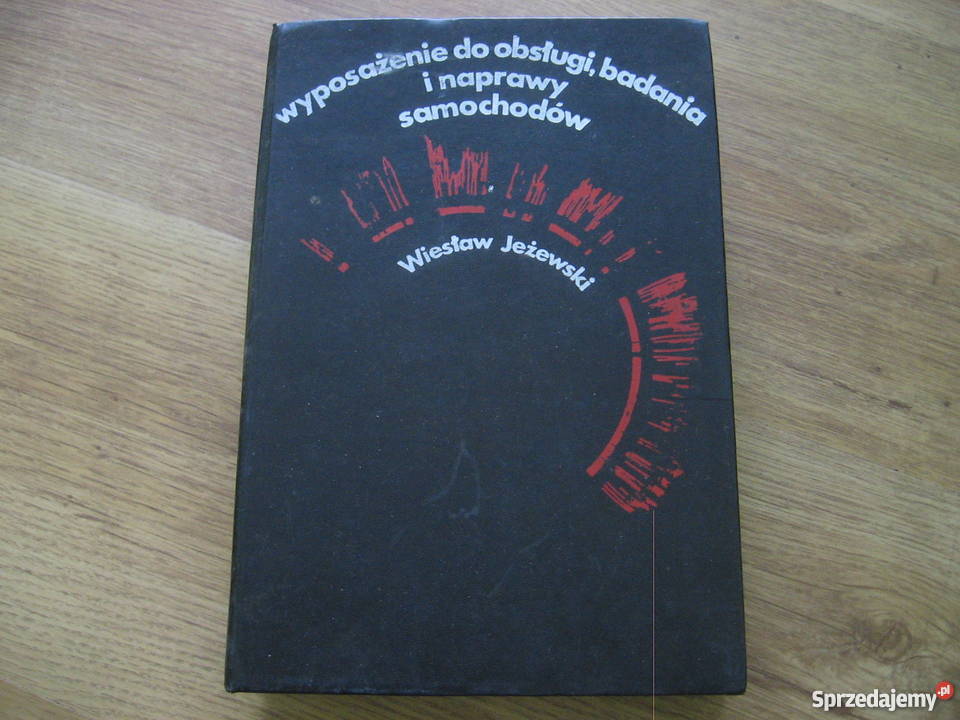 wyposażenie do obsługi, badania
i naprawy
samochodów
Wiesław Jeżewski
Sprzedajemy.pl